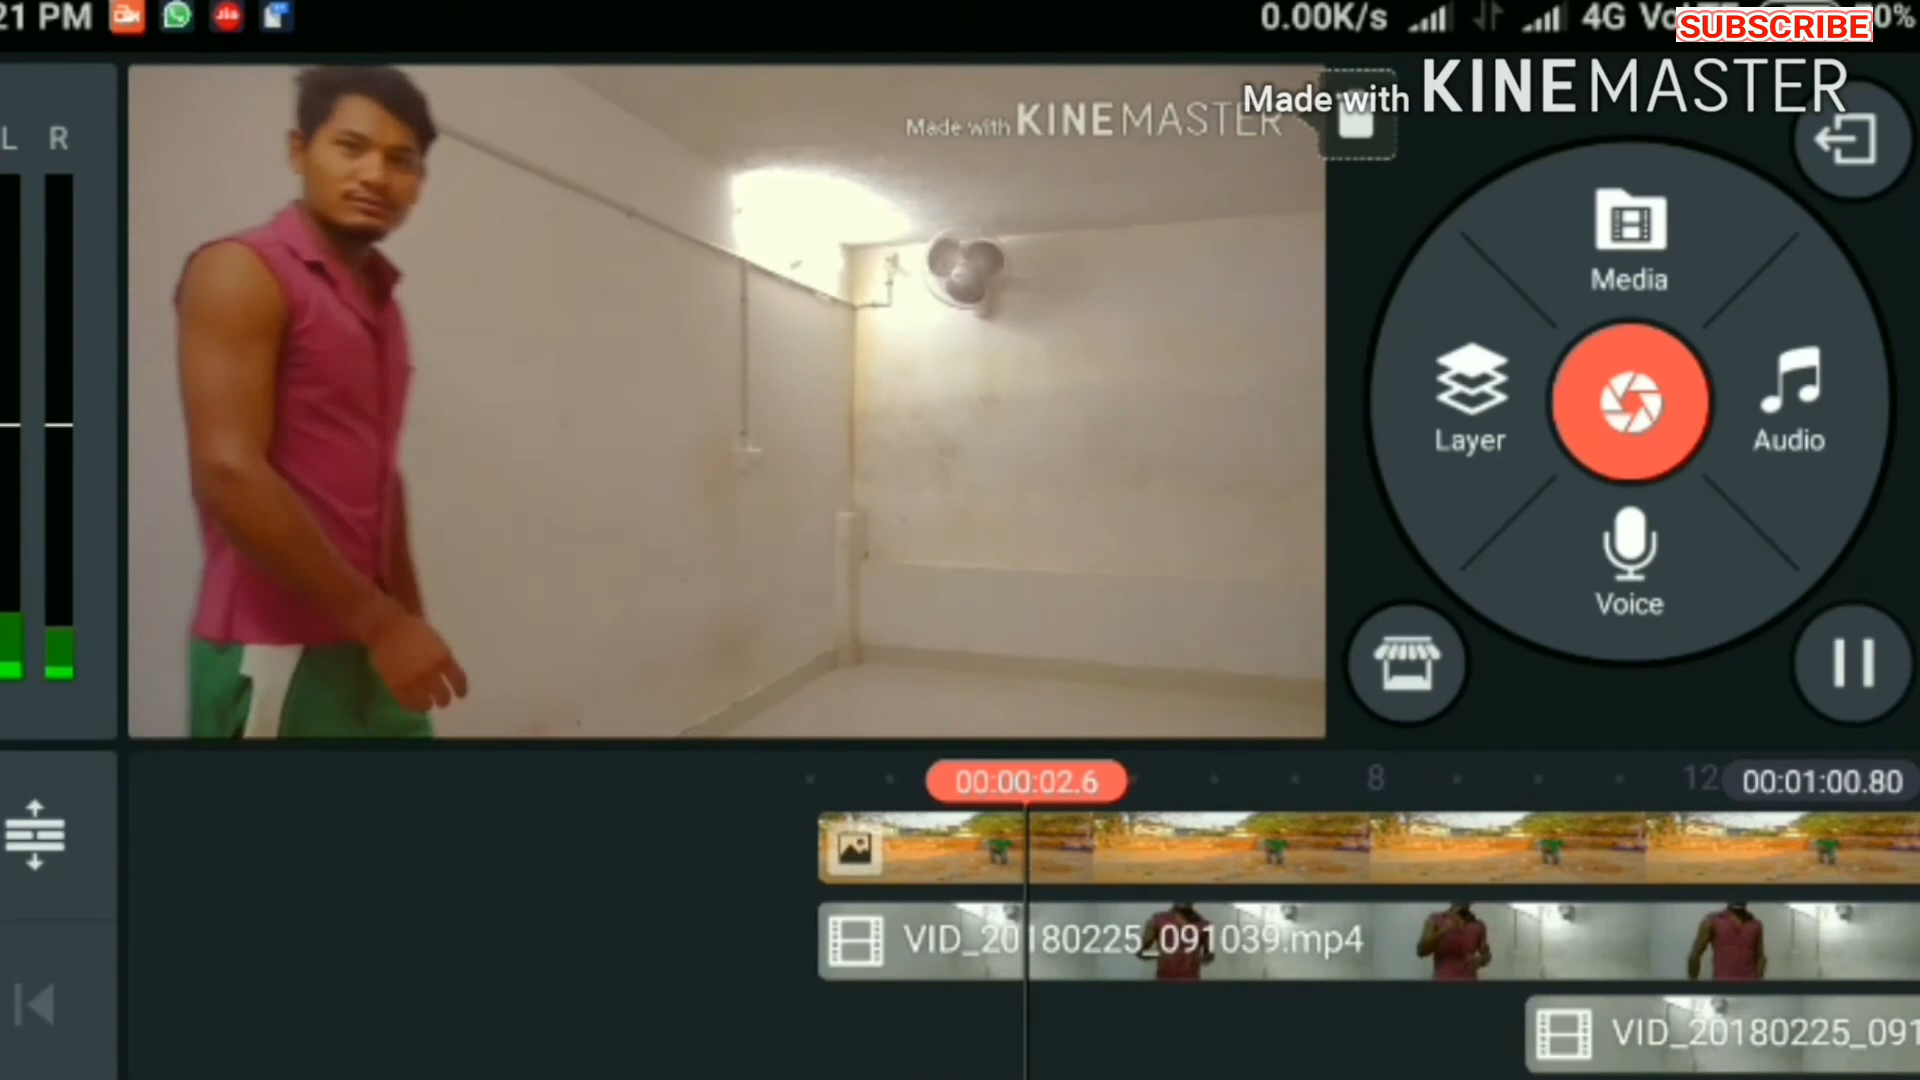 21 PM
0.00K/s
4G
0%
SUBSCRIBE
Made with KINEMASTER
Made with KINEMASTER
L R
Media
Layer
Audio
Voice
00:00:02.6
8
12
00:01:00.80
VID_20180225_091039.mp4
VID_20180225_091